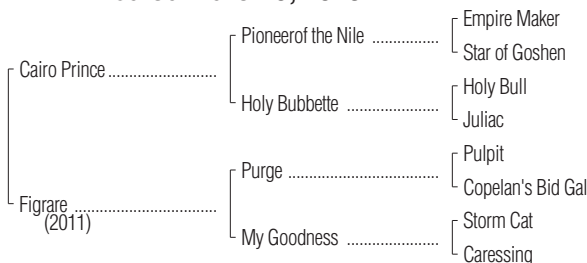 Cairo Prince
Figrare
(2011)
Pioneerof the Nile
Holy Bubbette
Purge
My Goodness
Empire Maker
Star of Goshen
Holy Bull
Juliac
Pulpit
Copelan's Bid Gal
Storm Cat
Caressing